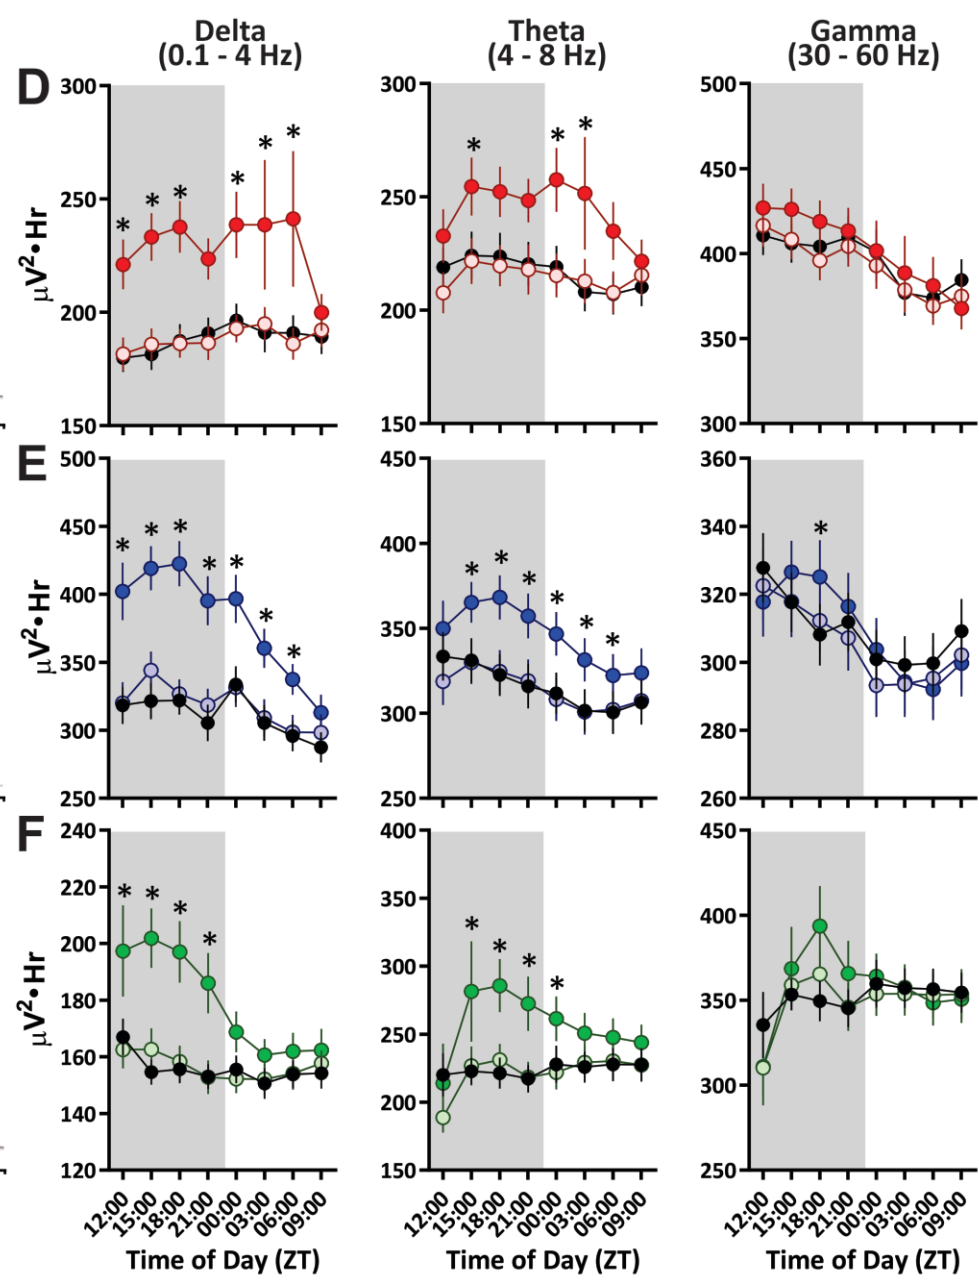 Delta
(0.1 - 4 Hz)
Theta
(4 - 8 Hz)
Gamma
(30 - 60 Hz)
D
300
250
200
150
μV²•Hr
* * * * * *
300
250
200
150
* * *
500
450
400
350
300
E
500
450
400
350
300
250
μV²•Hr
* * * * * * *
450
400
350
300
250
* * * * * *
360
340
320
300
280
260
*
F
240
220
200
180
160
140
120
μV²•Hr
* * * *
400
350
300
250
200
150
* * * *
450
400
350
300
250
12:00 15:00 18:00 21:00 00:00 03:00 06:00 09:00
12:00 15:00 18:00 21:00 00:00 03:00 06:00 09:00
12:00 15:00 18:00 21:00 00:00 03:00 06:00 09:00
Time of Day (ZT)
Time of Day (ZT)
Time of Day (ZT)